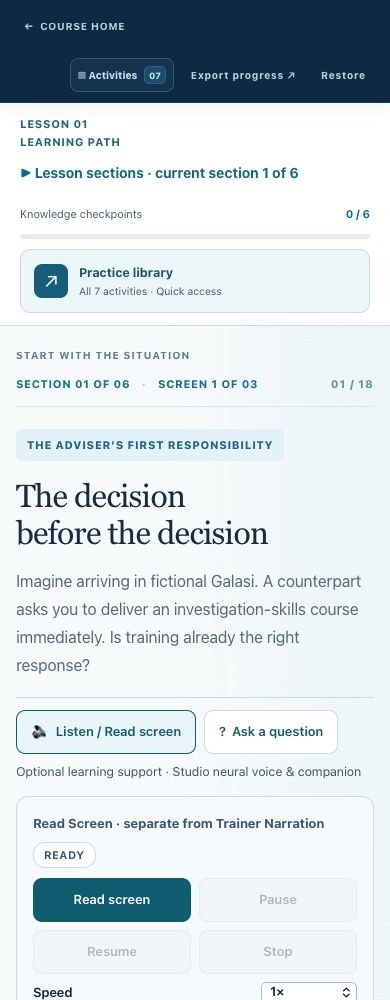 ← COURSE HOME
Activities 07 Export progress ↗ Restore
LESSON 01
LEARNING PATH
▶ Lesson sections · current section 1 of 6
Knowledge checkpoints 0 / 6
↗ Practice library
All 7 activities · Quick access
START WITH THE SITUATION
SECTION 01 OF 06 · SCREEN 1 OF 03 01 / 18
THE ADVISER'S FIRST RESPONSIBILITY
The decision
before the decision
Imagine arriving in fictional Galasi. A counterpart
asks you to deliver an investigation-skills course
immediately. Is training already the right
response?
Listen / Read screen ? Ask a question
Optional learning support · Studio neural voice & companion
Read Screen · separate from Trainer Narration
READY
Read screen Pause
Resume Stop
Speed 1×